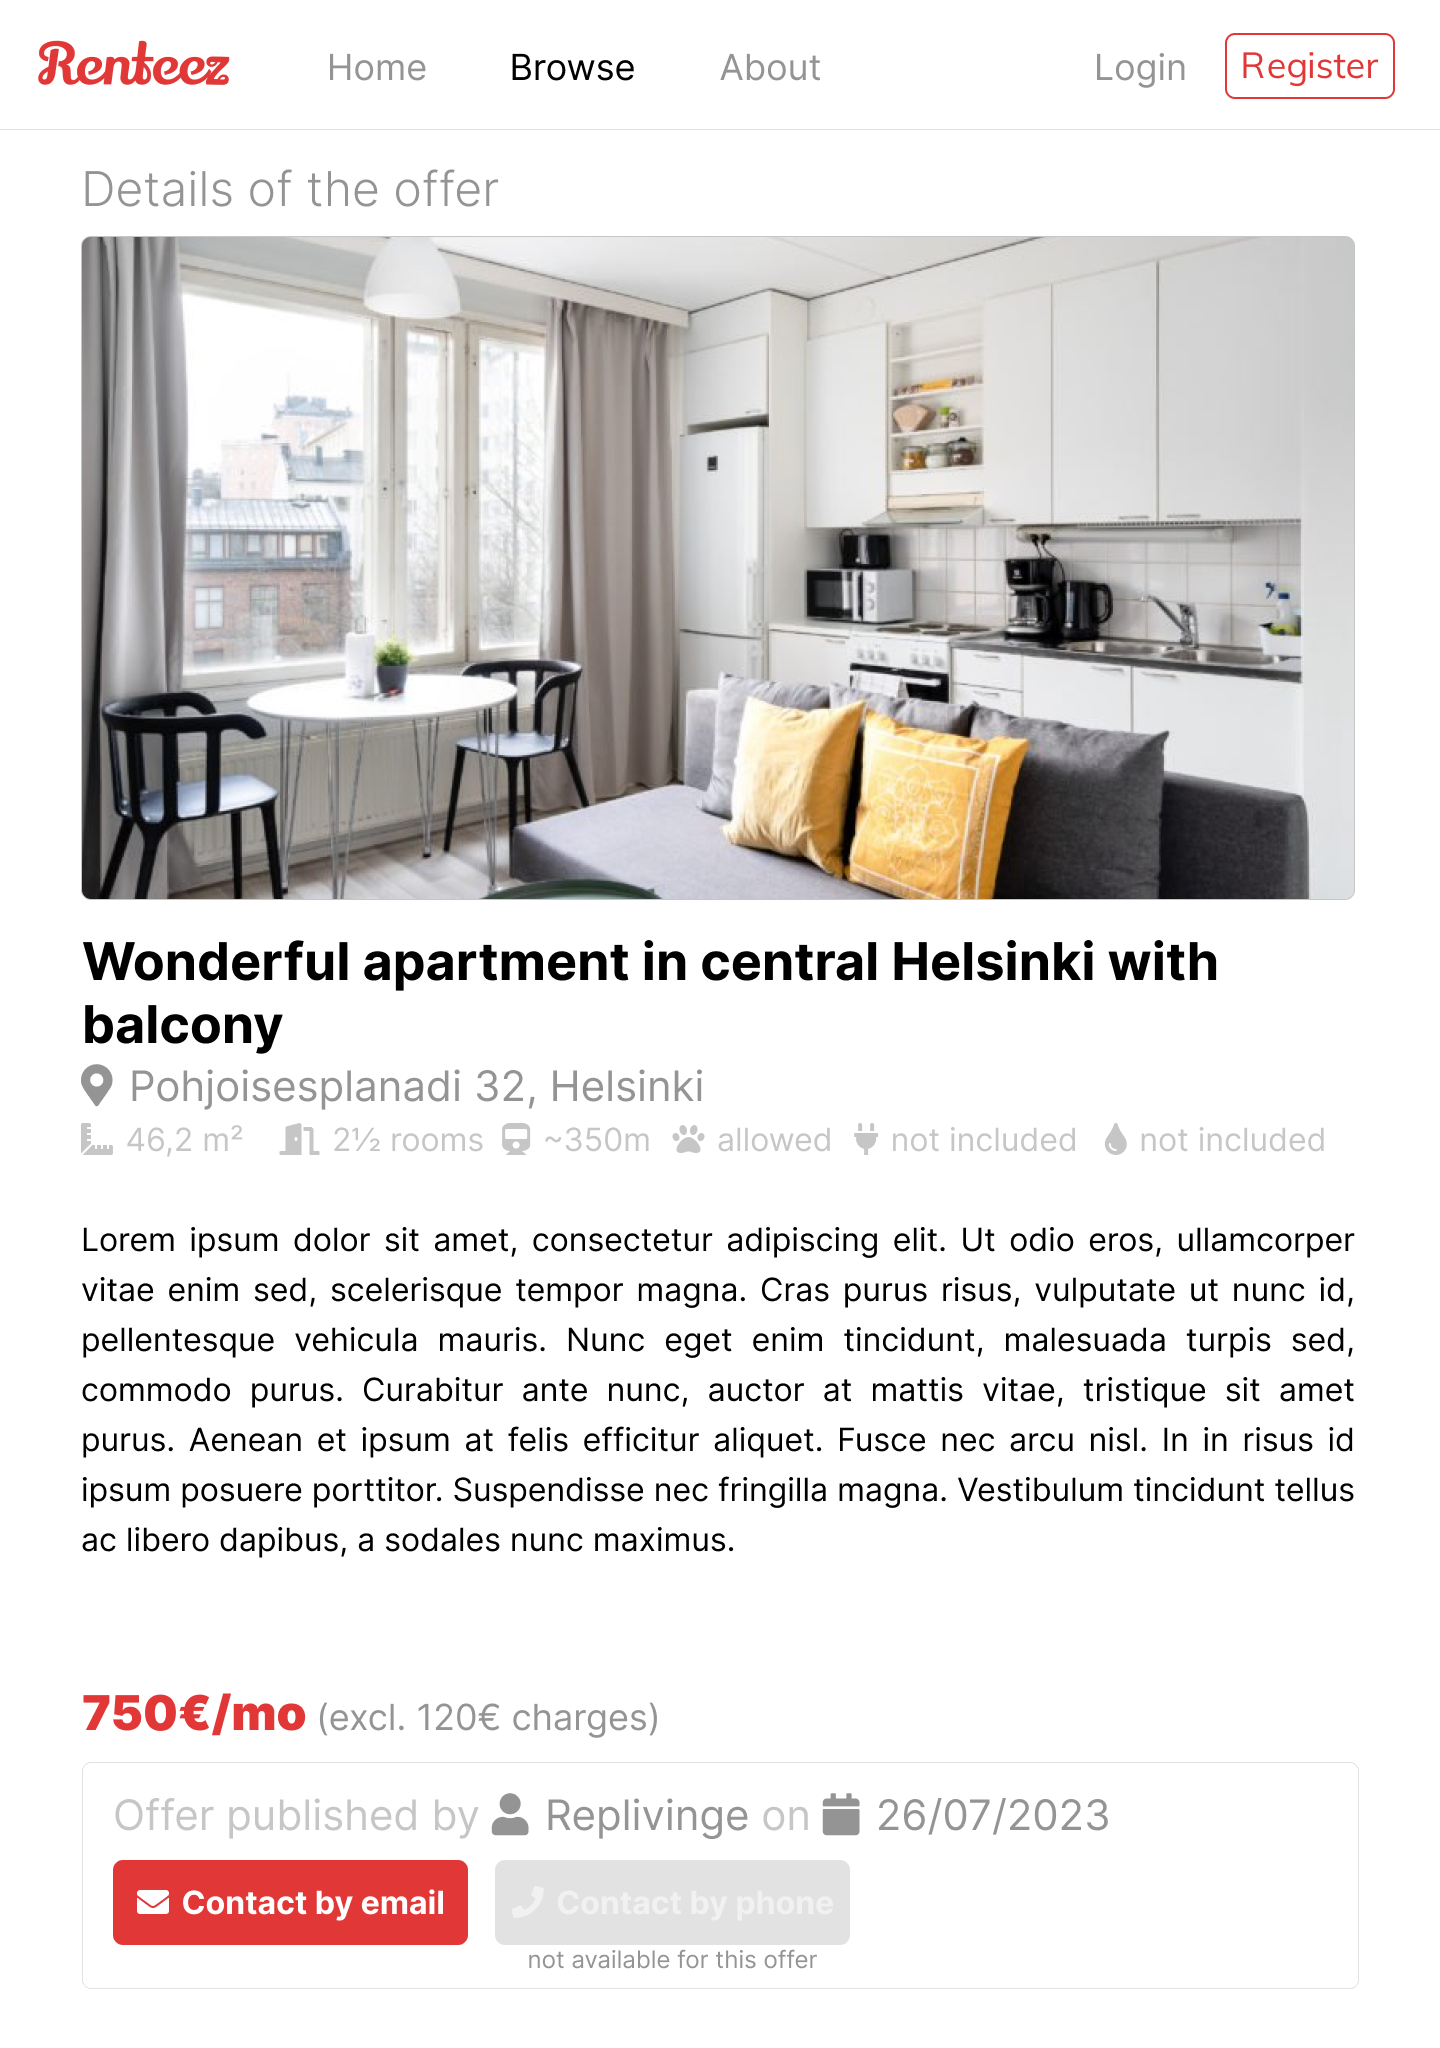 Renteez Home Browse About Login Register
Details of the offer
Wonderful apartment in central Helsinki with
balcony
Pohjoisesplanadi 32, Helsinki
46,2 m² 2½ rooms ~350m allowed not included not included
Lorem ipsum dolor sit amet, consectetur adipiscing elit. Ut odio eros, ullamcorper
vitae enim sed, scelerisque tempor magna. Cras purus risus, vulputate ut nunc id,
pellentesque vehicula mauris. Nunc eget enim tincidunt, malesuada turpis sed,
commodo purus. Curabitur ante nunc, auctor at mattis vitae, tristique sit amet
purus. Aenean et ipsum at felis efficitur aliquet. Fusce nec arcu nisl. In in risus id
ipsum posuere porttitor. Suspendisse nec fringilla magna. Vestibulum tincidunt tellus
ac libero dapibus, a sodales nunc maximus.
750€/mo (excl. 120€ charges)
Offer published by Replivinge on 26/07/2023
Contact by email Contact by phone
not available for this offer